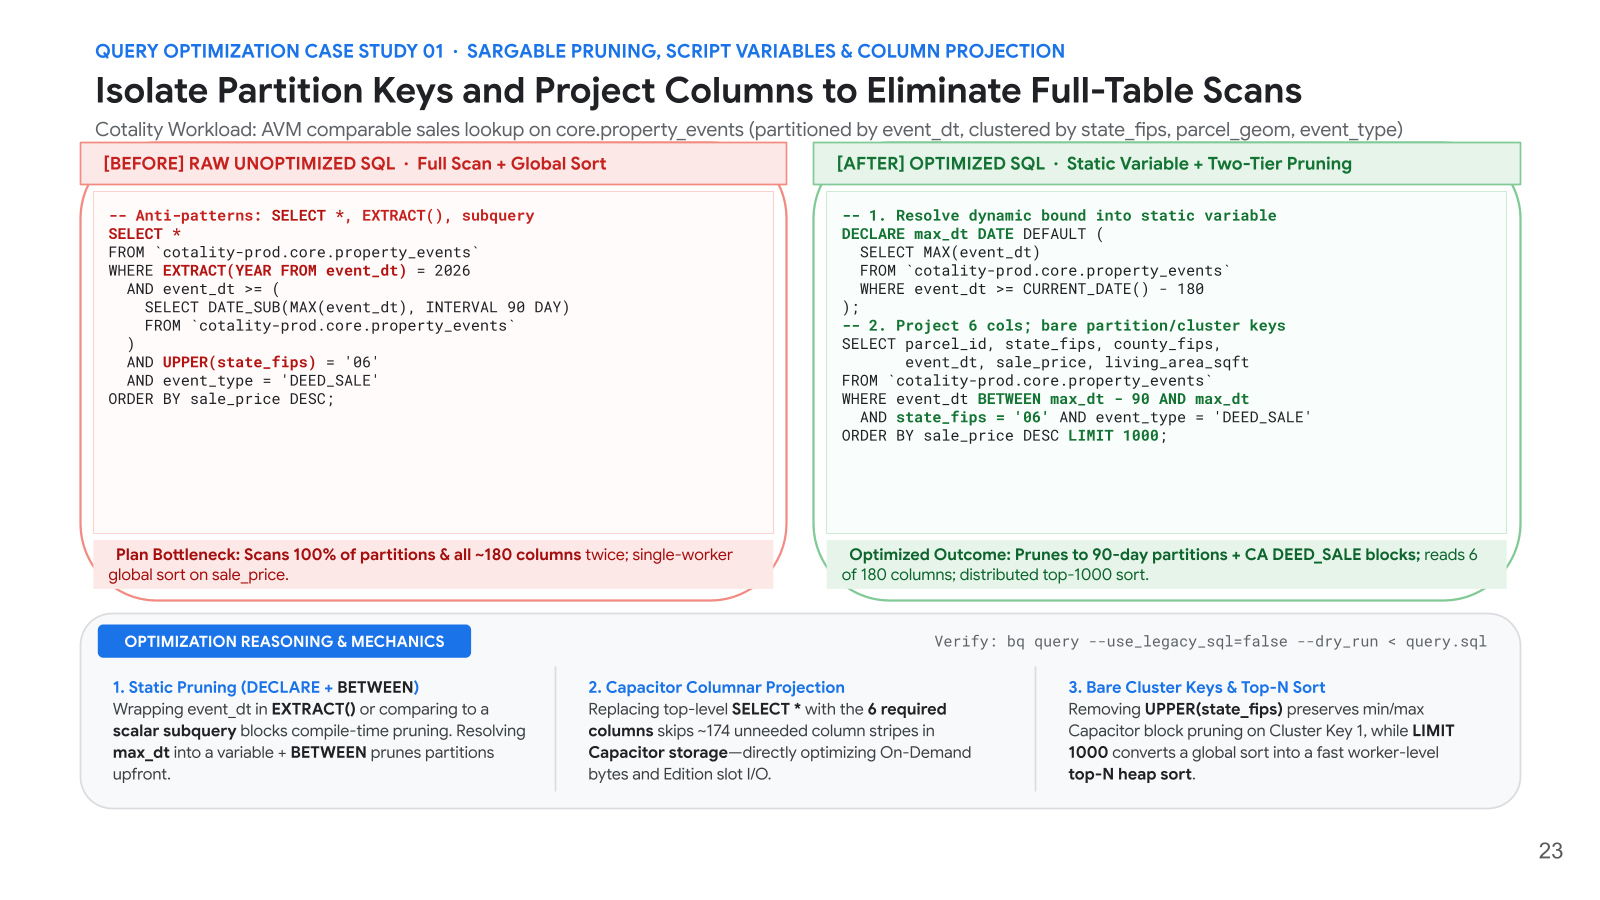 QUERY OPTIMIZATION CASE STUDY 01 · SARGABLE PRUNING, SCRIPT VARIABLES & COLUMN PROJECTION
Isolate Partition Keys and Project Columns to Eliminate Full-Table Scans
Cotality Workload: AVM comparable sales lookup on core.property_events (partitioned by event_dt, clustered by state_fips, parcel_geom, event_type)
[BEFORE] RAW UNOPTIMIZED SQL · Full Scan + Global Sort
-- Anti-patterns: SELECT *, EXTRACT(), subquery
SELECT *
FROM `cotality-prod.core.property_events`
WHERE EXTRACT(YEAR FROM event_dt) = 2026
  AND event_dt >= (
    SELECT DATE_SUB(MAX(event_dt), INTERVAL 90 DAY)
    FROM `cotality-prod.core.property_events`
  )
  AND UPPER(state_fips) = '06'
  AND event_type = 'DEED_SALE'
ORDER BY sale_price DESC;
Plan Bottleneck: Scans 100% of partitions & all ~180 columns twice; single-worker
global sort on sale_price.
[AFTER] OPTIMIZED SQL · Static Variable + Two-Tier Pruning
-- 1. Resolve dynamic bound into static variable
DECLARE max_dt DATE DEFAULT (
  SELECT MAX(event_dt)
  FROM `cotality-prod.core.property_events`
  WHERE event_dt >= CURRENT_DATE() - 180
);
-- 2. Project 6 cols; bare partition/cluster keys
SELECT parcel_id, state_fips, county_fips,
       event_dt, sale_price, living_area_sqft
FROM `cotality-prod.core.property_events`
WHERE event_dt BETWEEN max_dt - 90 AND max_dt
  AND state_fips = '06' AND event_type = 'DEED_SALE'
ORDER BY sale_price DESC LIMIT 1000;
Optimized Outcome: Prunes to 90-day partitions + CA DEED_SALE blocks; reads 6
of 180 columns; distributed top-1000 sort.
OPTIMIZATION REASONING & MECHANICS
Verify: bq query --use_legacy_sql=false --dry_run < query.sql
1. Static Pruning (DECLARE + BETWEEN)
Wrapping event_dt in EXTRACT() or comparing to a
scalar subquery blocks compile-time pruning. Resolving
max_dt into a variable + BETWEEN prunes partitions
upfront.
2. Capacitor Columnar Projection
Replacing top-level SELECT * with the 6 required
columns skips ~174 unneeded column stripes in
Capacitor storage—directly optimizing On-Demand
bytes and Edition slot I/O.
3. Bare Cluster Keys & Top-N Sort
Removing UPPER(state_fips) preserves min/max
Capacitor block pruning on Cluster Key 1, while LIMIT
1000 converts a global sort into a fast worker-level
top-N heap sort.
23